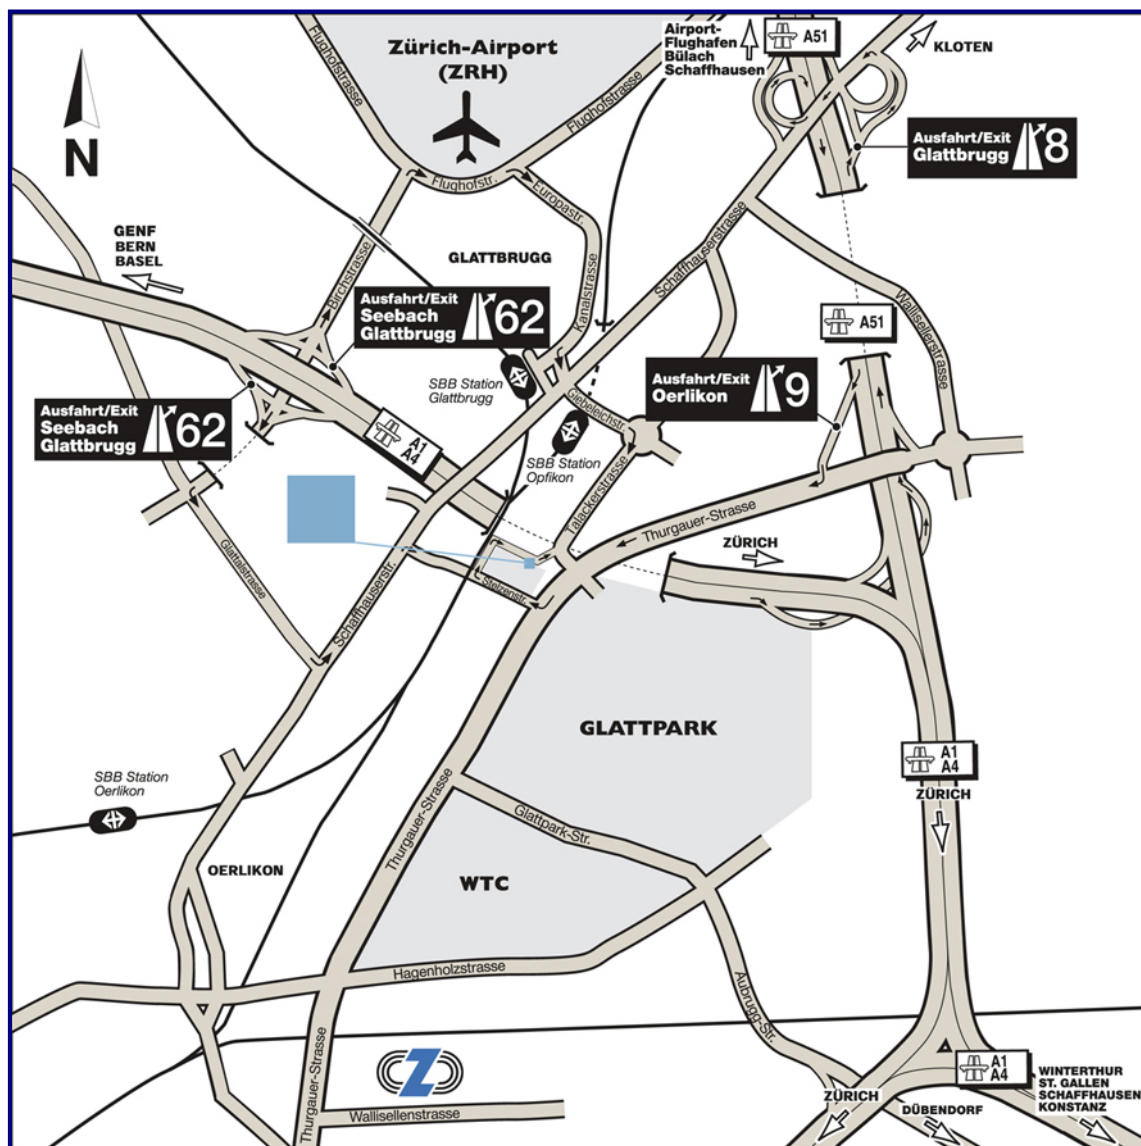 Zürich-Airport
(ZRH)
Airport-
Flughafen
Bülach
Schaffhausen
A51
KLOTEN
Flughofstrasse
Flughofstrasse
Flughofstr.
Europastr.
N
Ausfahrt/Exit
Glattbrugg
8
GENF
BERN
BASEL
GLATTBRUGG
Birchstrasse
Kanalstrasse
Schaffhauserstrasse
Wallisellerstrasse
Ausfahrt/Exit
Seebach
Glattbrugg
62
A51
SBB Station
Glattbrugg
Giebeleichstr.
Ausfahrt/Exit
Oerlikon
9
Ausfahrt/Exit
Seebach
Glattbrugg
62
A1
A4
SBB Station
Opfikon
Talackerstrasse
Thurgauer-Strasse
ZÜRICH
Glattalstrasse
Schaffhauserstr.
Stelzenstr.
GLATTPARK
A1
A4
ZÜRICH
SBB Station
Oerlikon
Thurgauer-Strasse
Glattpark-Str.
OERLIKON
WTC
Hagenholzstrasse
Aubrugg-Str.
Thurgauer-Strasse
Z
Wallisellenstrasse
A1
A4
WINTERTHUR
ST. GALLEN
SCHAFFHAUSEN
KONSTANZ
ZÜRICH
DÜBENDORF